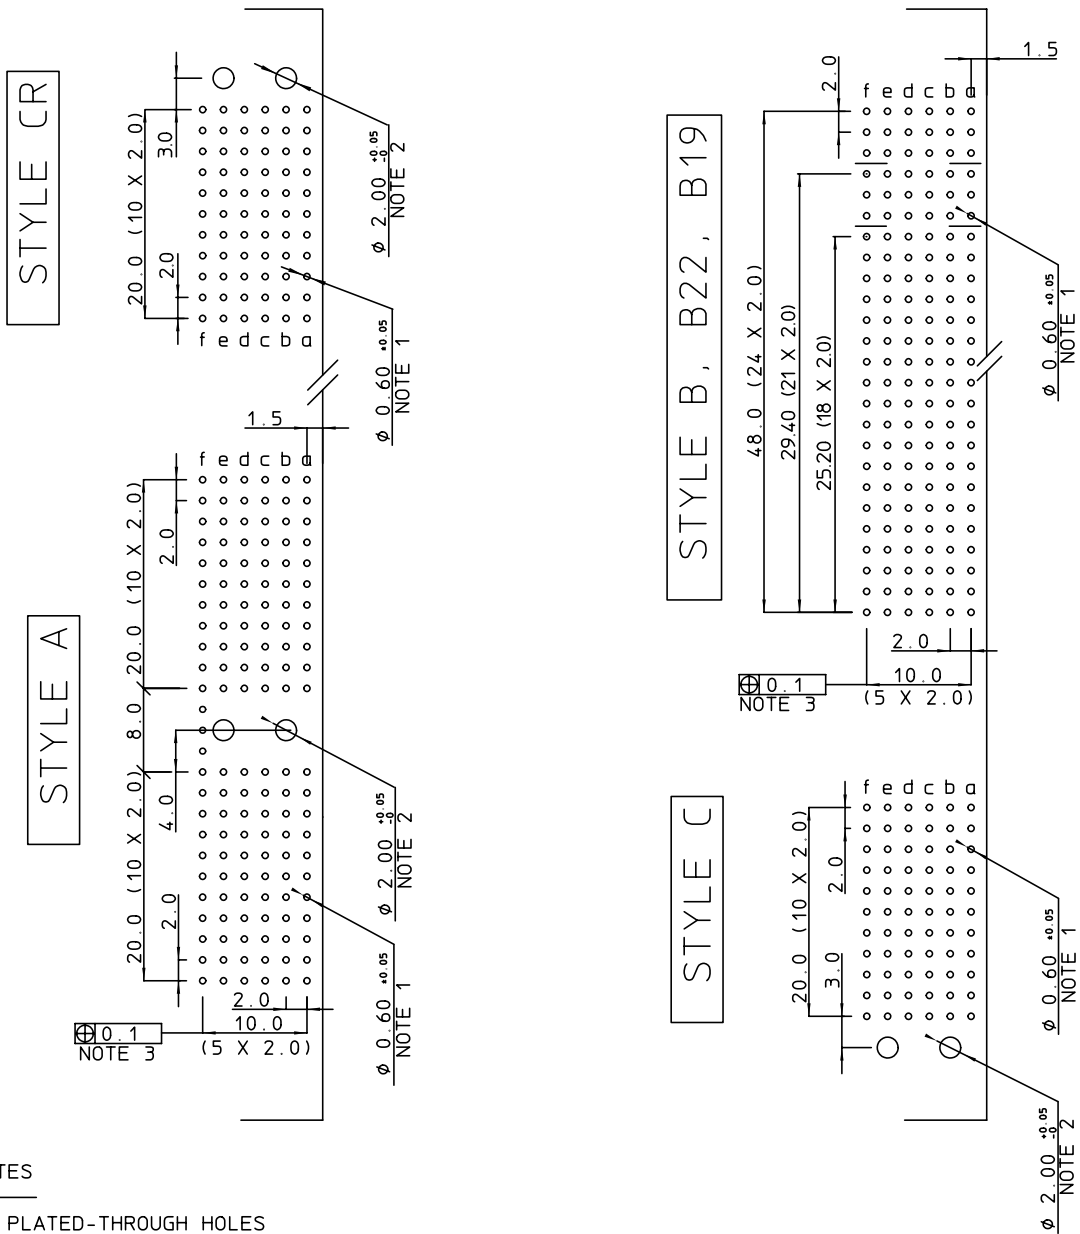 STYLE CR
20.0 (10 X 2.0)
3.0
2.0
f e d c b a
ϕ 2.00 +0.05 -0
NOTE 2
ϕ 0.60 ±0.05
NOTE 1
STYLE A
1.5
f e d c b a
20.0 (10 X 2.0)
2.0
8.0
4.0
20.0 (10 X 2.0)
2.0
ϕ 2.00 +0.05 -0
NOTE 2
ϕ 0.60 ±0.05
NOTE 1
2.0
10.0
(5 X 2.0)
⌖ 0.1
NOTE 3
STYLE B, B22, B19
1.5
2.0
f e d c b a
48.0 (24 X 2.0)
29.40 (21 X 2.0)
25.20 (18 X 2.0)
ϕ 0.60 ±0.05
NOTE 1
2.0
10.0
(5 X 2.0)
⌖ 0.1
NOTE 3
STYLE C
f e d c b a
20.0 (10 X 2.0)
2.0
3.0
ϕ 0.60 ±0.05
NOTE 1
ϕ 2.00 +0.05 -0
NOTE 2
TES
PLATED-THROUGH HOLES